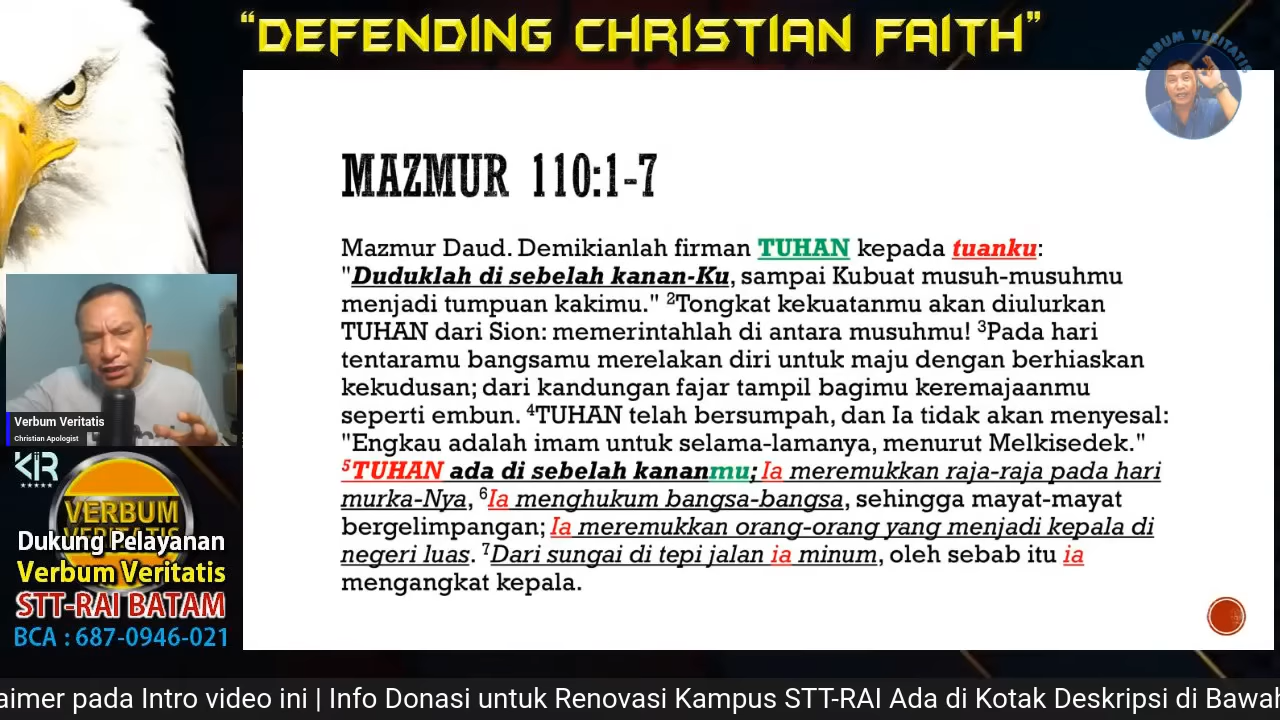 “DEFENDING CHRISTIAN FAITH”
VERBUM VERITATIS
MAZMUR 110:1-7
Mazmur Daud. Demikianlah firman TUHAN kepada tuanku:
"Duduklah di sebelah kanan-Ku, sampai Kubuat musuh-musuhmu
menjadi tumpuan kakimu." ²Tongkat kekuatanmu akan diulurkan
TUHAN dari Sion: memerintahlah di antara musuhmu! ³Pada hari
tentaramu bangsamu merelakan diri untuk maju dengan berhiaskan
kekudusan; dari kandungan fajar tampil bagimu keremajaanmu
seperti embun. ⁴TUHAN telah bersumpah, dan Ia tidak akan menyesal:
"Engkau adalah imam untuk selama-lamanya, menurut Melkisedek."
⁵TUHAN ada di sebelah kananmu; Ia meremukkan raja-raja pada hari
murka-Nya, ⁶Ia menghukum bangsa-bangsa, sehingga mayat-mayat
bergelimpangan; Ia meremukkan orang-orang yang menjadi kepala di
negeri luas. ⁷Dari sungai di tepi jalan ia minum, oleh sebab itu ia
mengangkat kepala.
Verbum Veritatis
Christian Apologist
KIR
VERBUM
VERITATIS
Dukung Pelayanan
Verbum Veritatis
STT-RAI BATAM
BCA : 687-0946-021
aimer pada Intro video ini | Info Donasi untuk Renovasi Kampus STT-RAI Ada di Kotak Deskripsi di Bawah